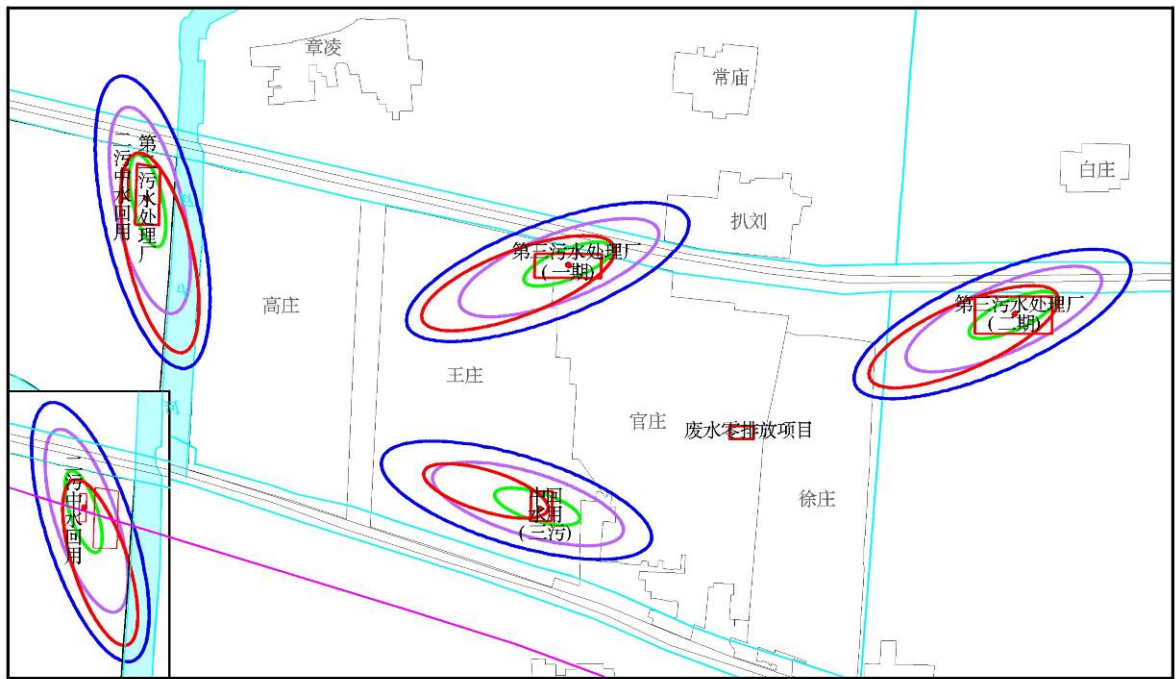 章凌
常庙
白庄
扒刘
第二污水处理厂
二污中水回用
第三污水处理厂
(一期)
高庄
第三污水处理厂
(二期)
王庄
官庄
废水零排放项目
徐庄
河
二污中水回用
中回
水用
(三污)